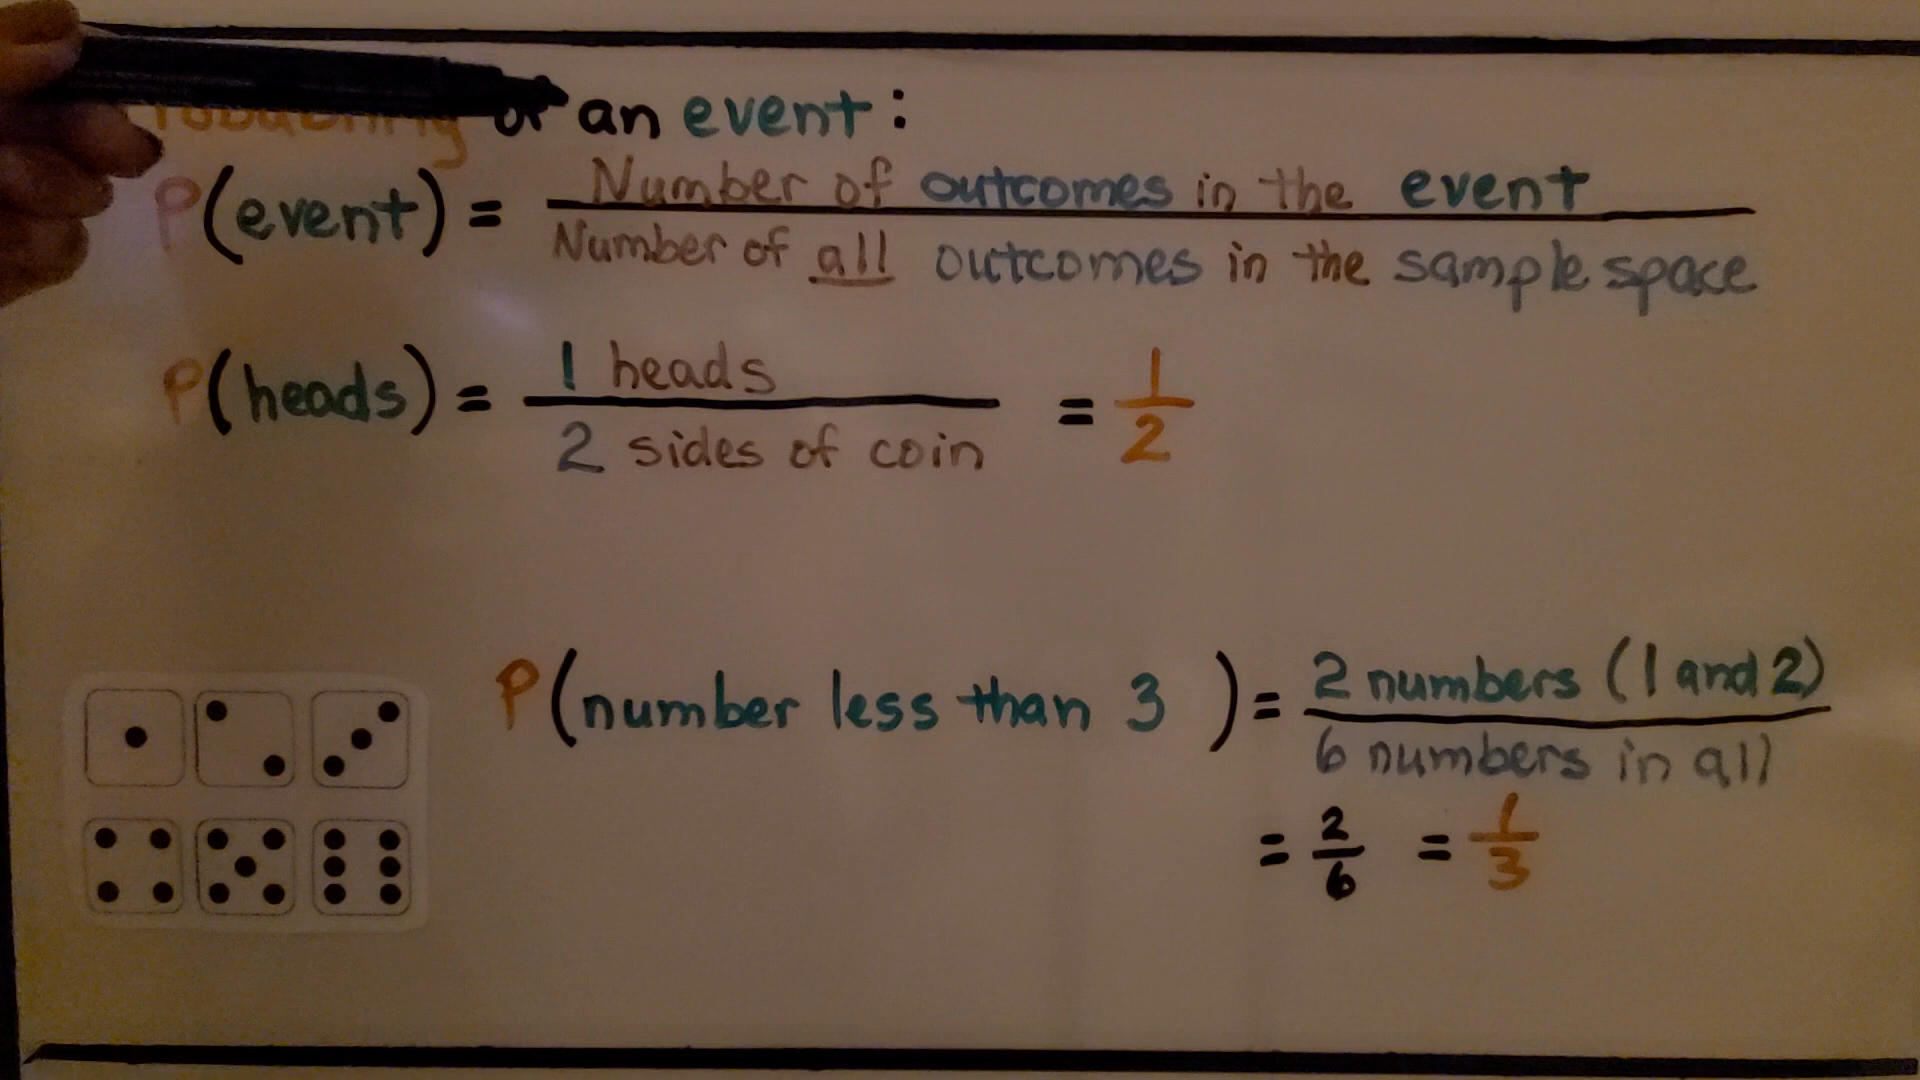 of an event:
P(event) = Number of outcomes in the event
Number of all outcomes in the sample space
P(heads) = 1 heads
2 sides of coin
= 1
2
P(number less than 3 ) = 2 numbers (1 and 2)
6 numbers in all
= 2
6
= 1
3